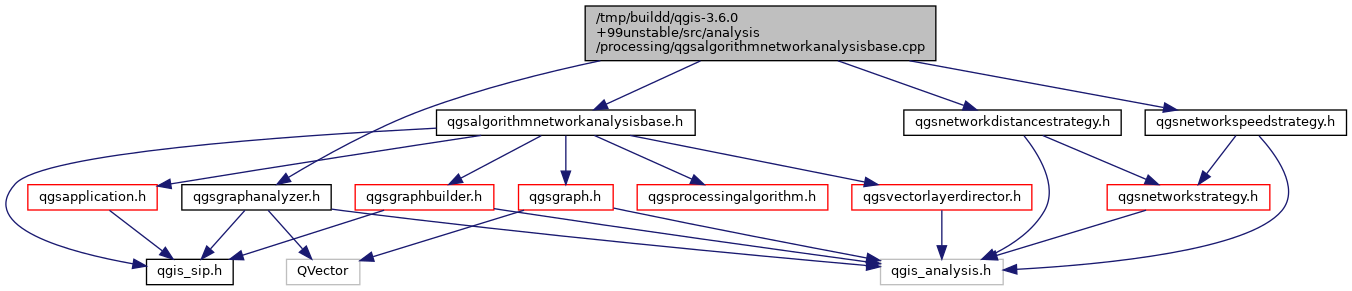 /tmp/buildd/qgis-3.6.0
+99unstable/src/analysis
/processing/qgsalgorithmnetworkanalysisbase.cpp
qgsalgorithmnetworkanalysisbase.h
qgsnetworkdistancestrategy.h
qgsnetworkspeedstrategy.h
qgsapplication.h
qgsgraphanalyzer.h
qgsgraphbuilder.h
qgsgraph.h
qgsprocessingalgorithm.h
qgsvectorlayerdirector.h
qgsnetworkstrategy.h
qgis_sip.h
QVector
qgis_analysis.h